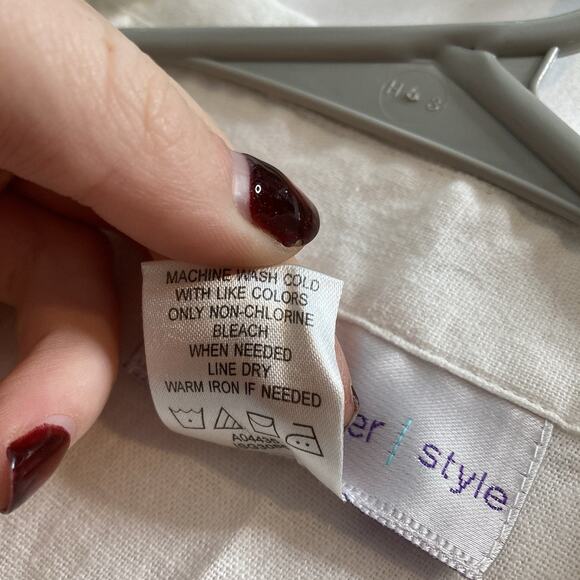 H & S
MACHINE WASH COLD
WITH LIKE COLORS
ONLY NON-CHLORINE
BLEACH
WHEN NEEDED
LINE DRY
WARM IRON IF NEEDED
er | style